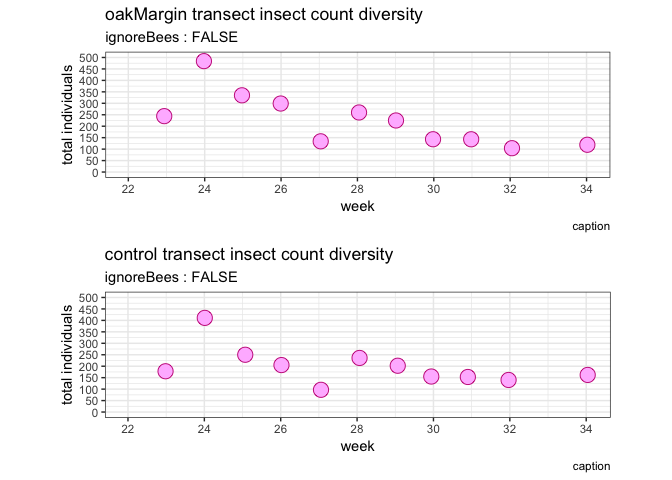 oakMargin transect insect count diversity
ignoreBees : FALSE
total individuals
500
450
400
350
300
250
200
150
100
50
0
22 24 26 28 30 32 34
week
caption
control transect insect count diversity
ignoreBees : FALSE
total individuals
500
450
400
350
300
250
200
150
100
50
0
22 24 26 28 30 32 34
week
caption